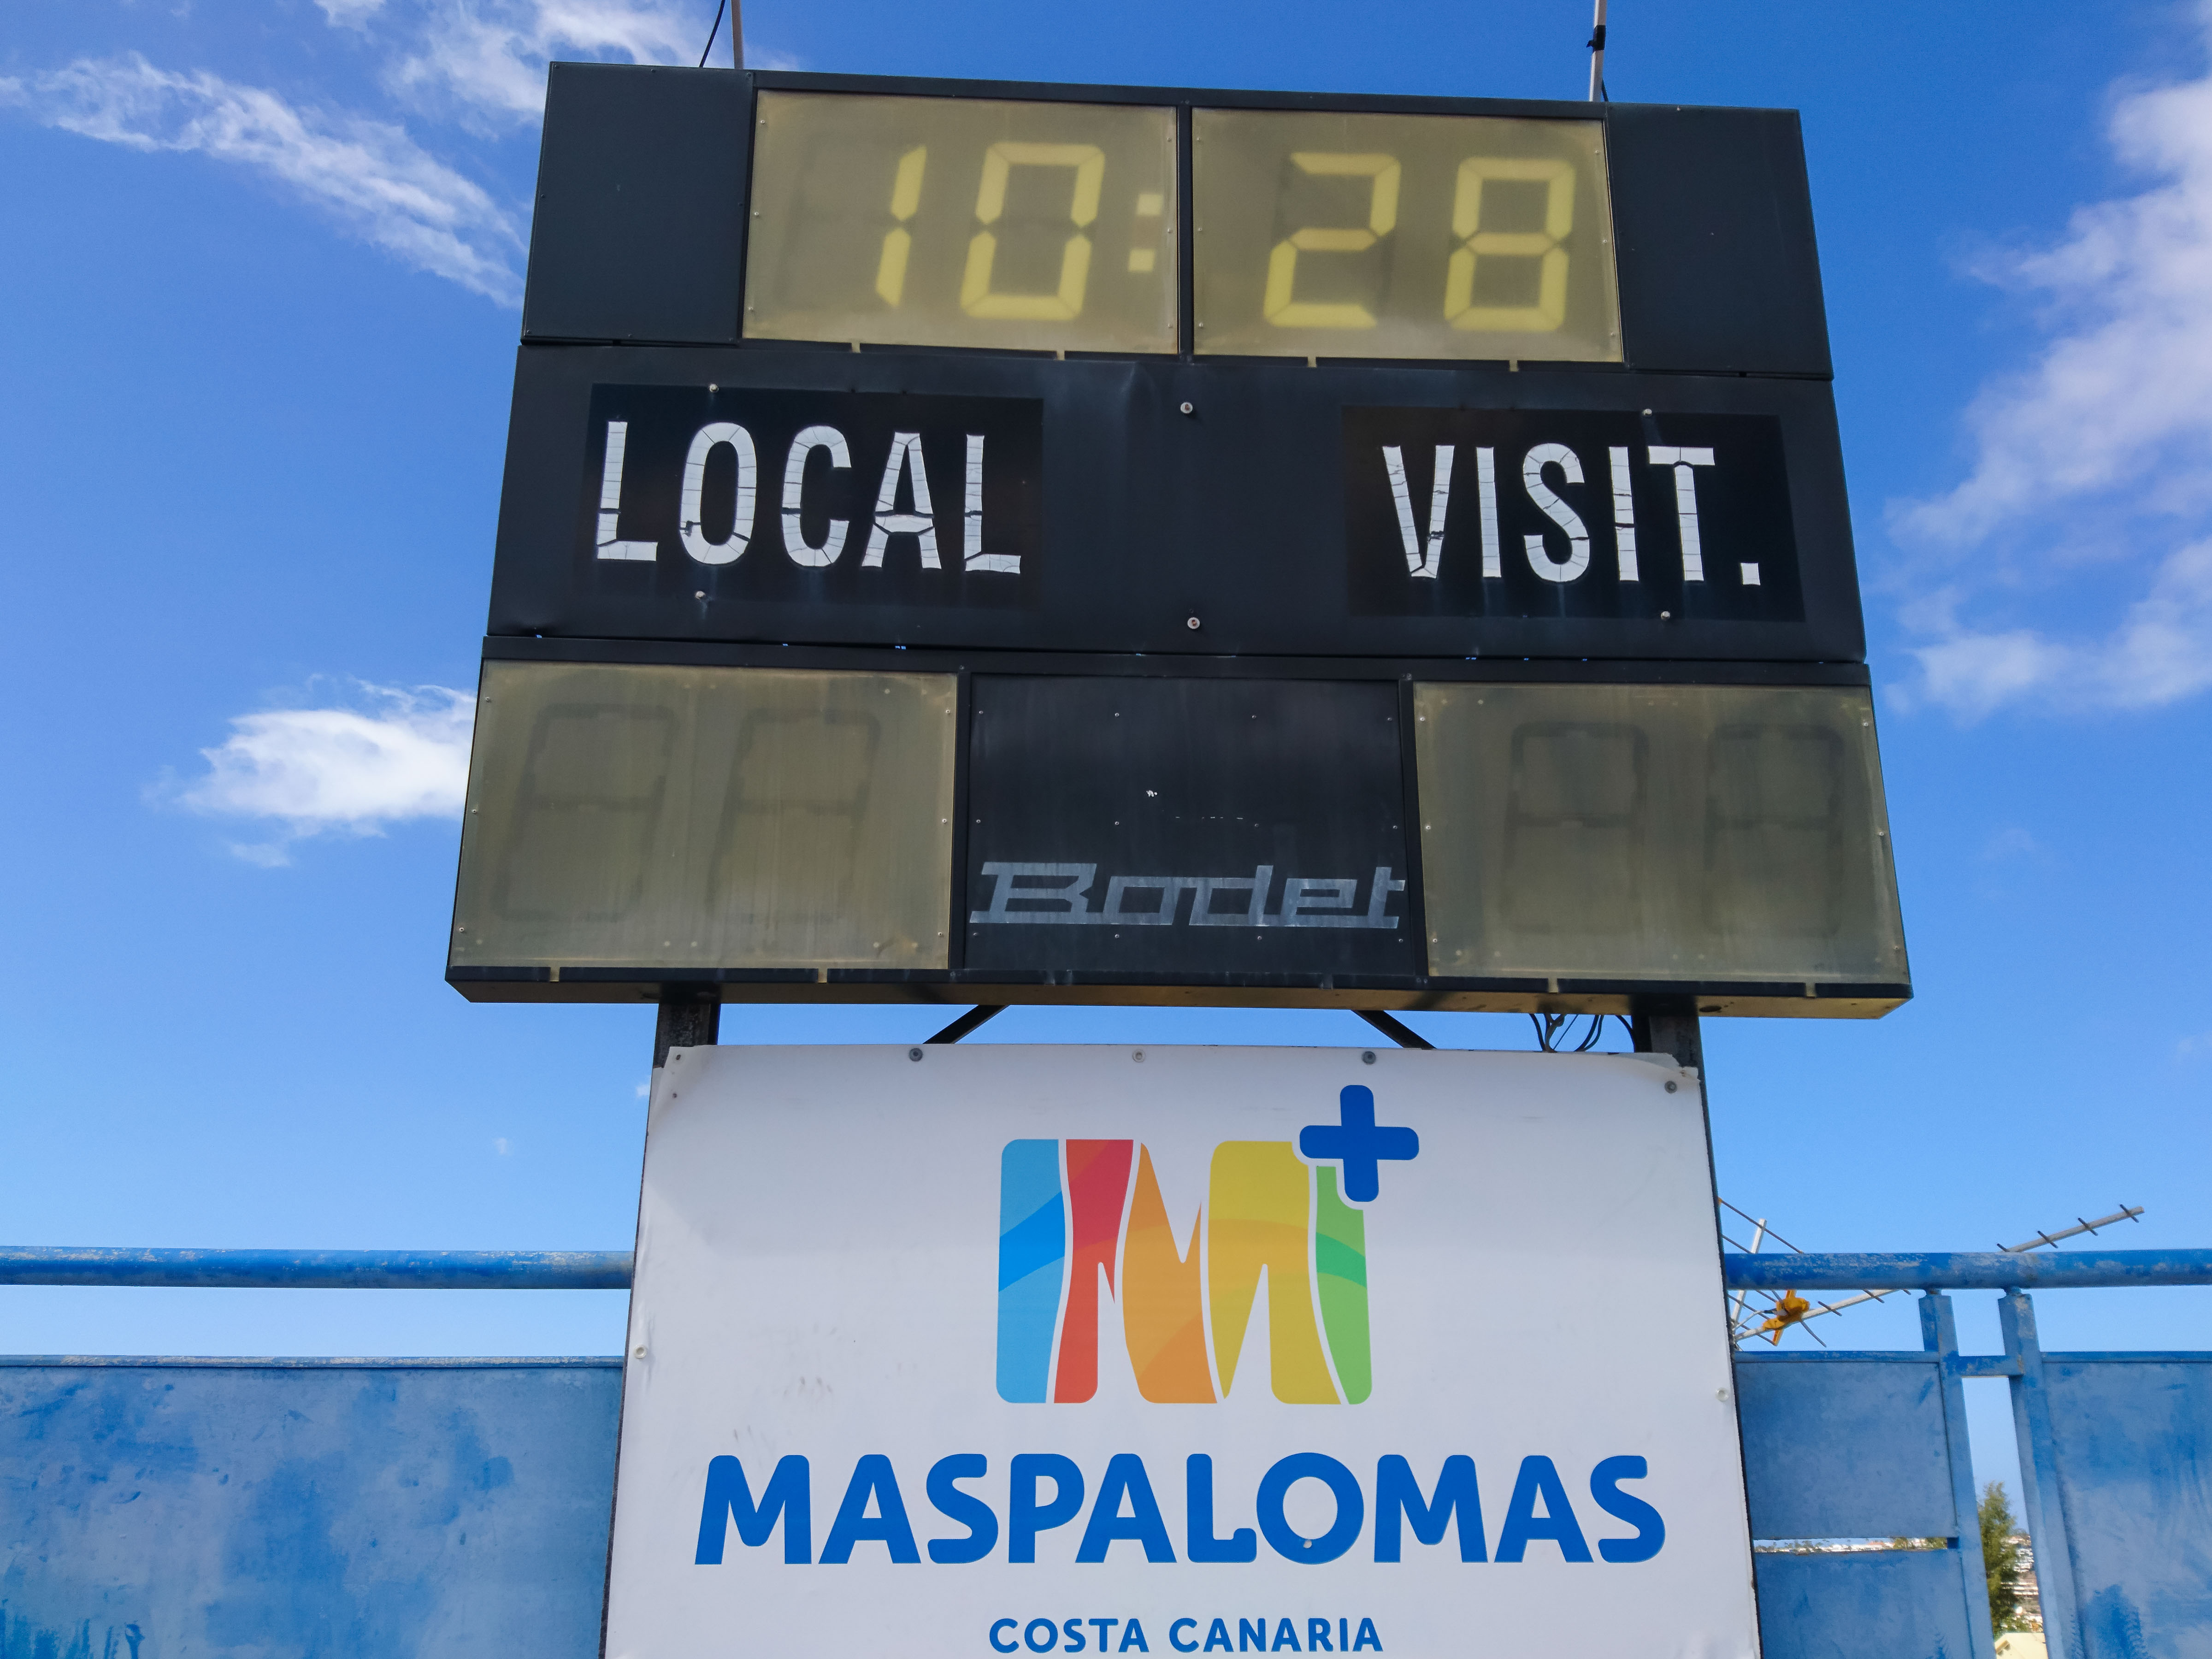 10:28
LOCAL VISIT.
Bodet
M+
MASPALOMAS
COSTA CANARIA